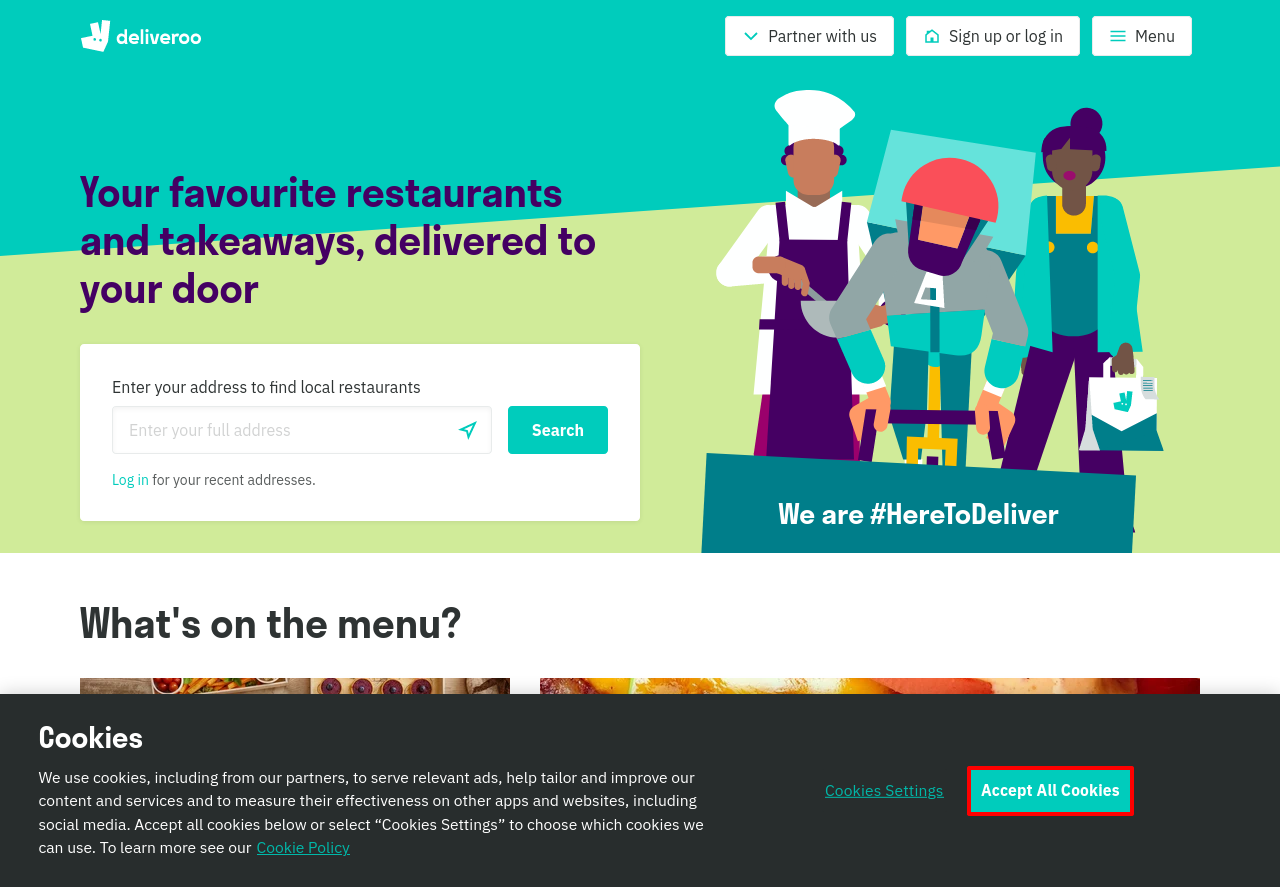 deliveroo
Partner with us
Sign up or log in
Menu
Your favourite restaurants
and takeaways, delivered to
your door
Enter your address to find local restaurants
Enter your full address
Search
Log in for your recent addresses.
We are #HereToDeliver
What's on the menu?
Cookies
We use cookies, including from our partners, to serve relevant ads, help tailor and improve our
content and services and to measure their effectiveness on other apps and websites, including
social media. Accept all cookies below or select “Cookies Settings” to choose which cookies we
can use. To learn more see our Cookie Policy
Cookies Settings
Accept All Cookies